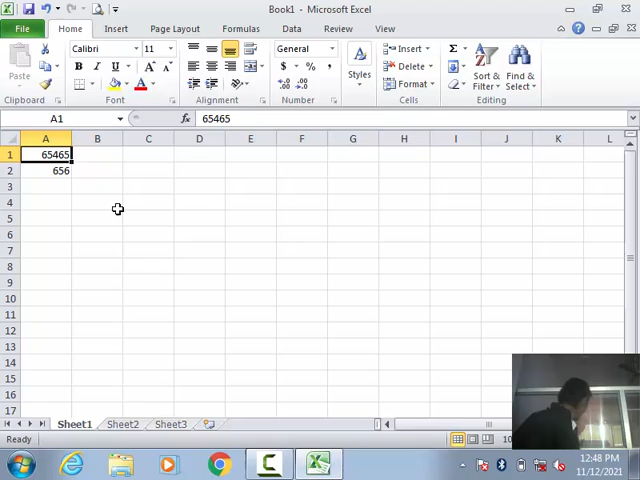 Book1 - Microsoft Excel
File Home Insert Page Layout Formulas Data Review View
Paste
Calibri 11
B I U
A A
General
$ % ,
Styles
Insert
Delete
Format
Σ
Sort & Filter
Find & Select
Clipboard Font Alignment Number Cells Editing
A1 fx 65465
A B C D E F G H I J K L
1 65465
2 656
3
4
5
6
7
8
9
10
11
12
13
14
15
16
17
Sheet1 Sheet2 Sheet3
Ready
12:48 PM
11/12/2021